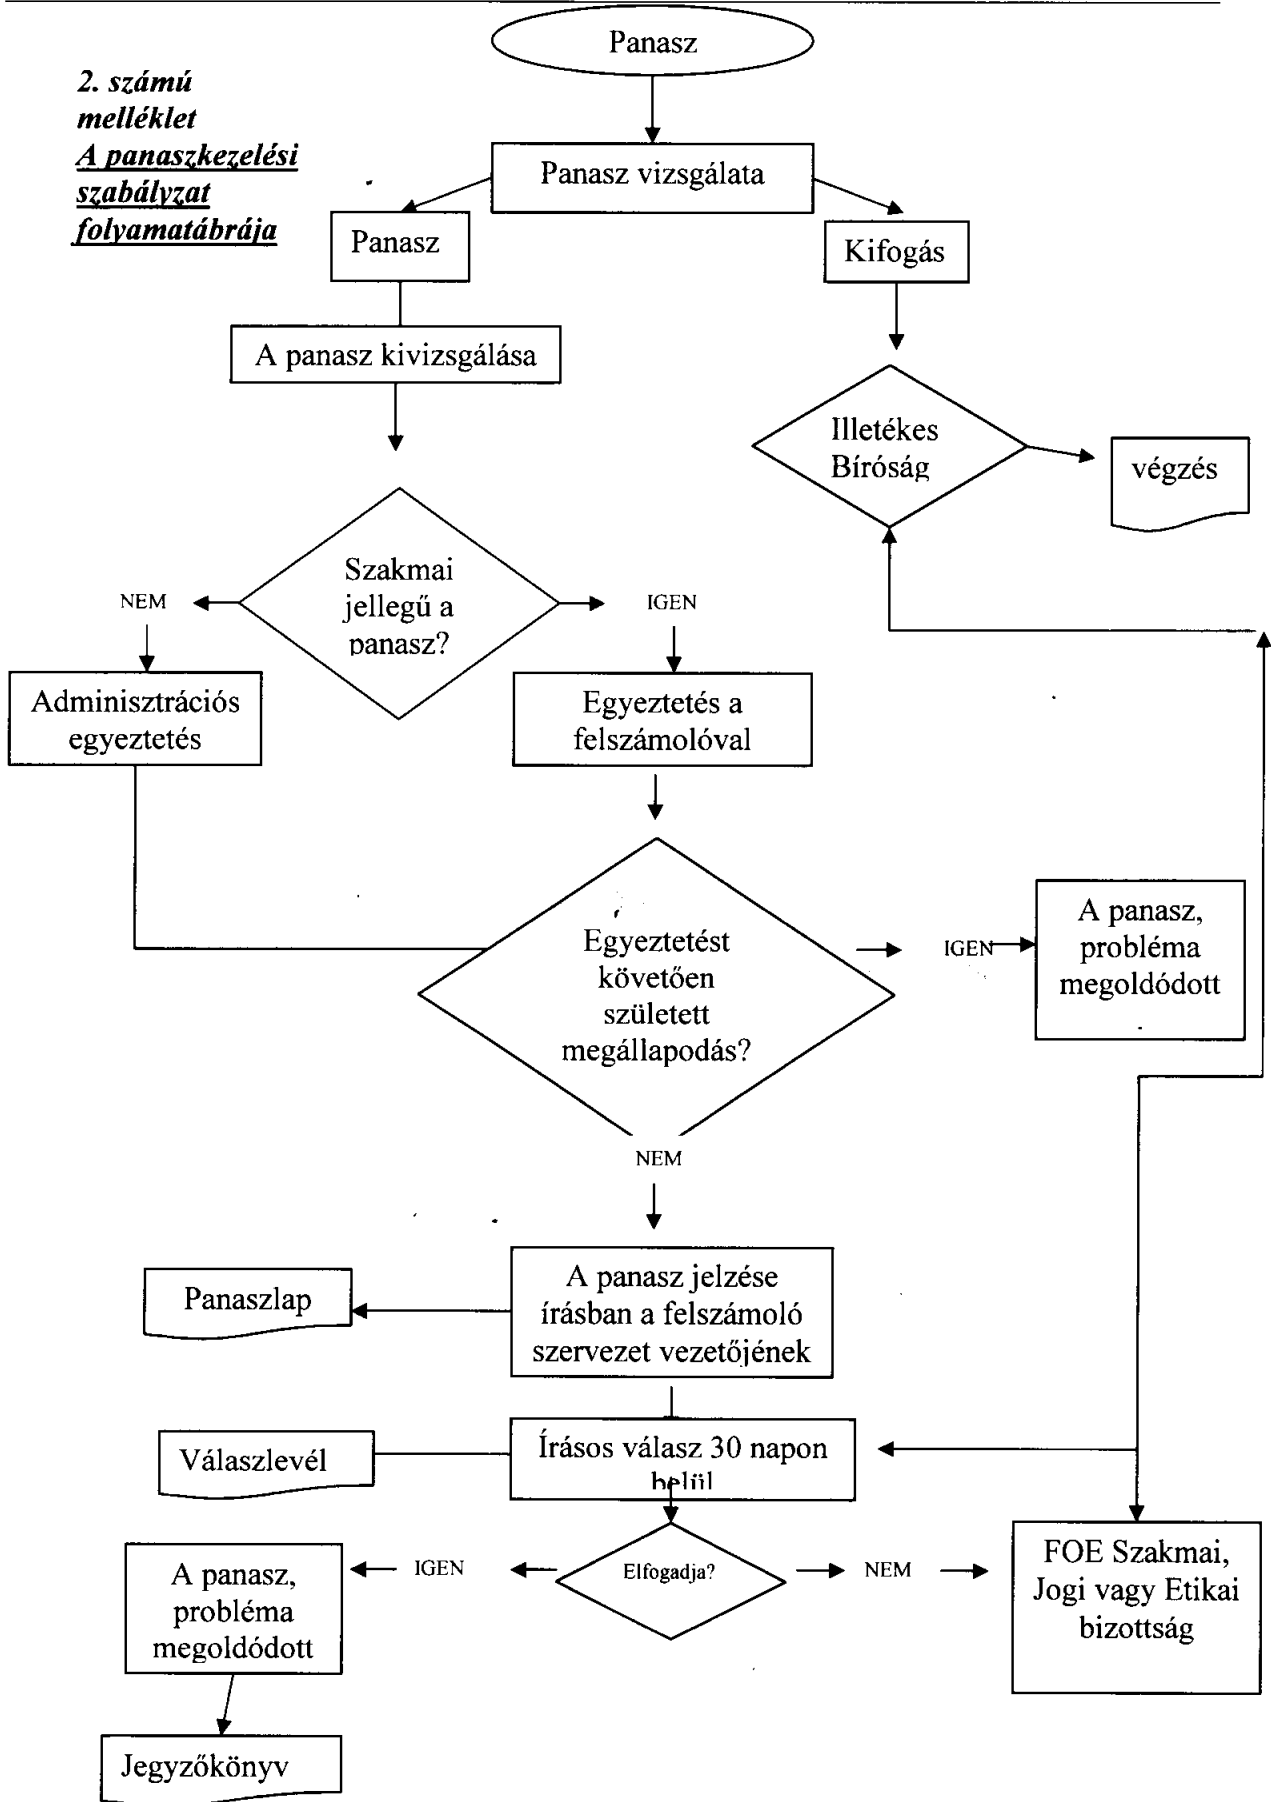 Panasz
2. számú
melléklet
A panaszkezelési
szabályzat
folyamatábrája
Panasz vizsgálata
Panasz
Kifogás
A panasz kivizsgálása
Illetékes
Bíróság
végzés
Szakmai
jellegű a
panasz?
NEM
IGEN
Adminisztrációs
egyeztetés
Egyeztetés a
felszámolóval
Egyeztetést
követően
született
megállapodás?
IGEN
A panasz,
probléma
megoldódott
NEM
A panasz jelzése
írásban a felszámoló
szervezet vezetőjének
Panaszlap
Írásos válasz 30 napon
belül
Válaszlevél
Elfogadja?
IGEN
NEM
A panasz,
probléma
megoldódott
FOE Szakmai,
Jogi vagy Etikai
bizottság
Jegyzőkönyv